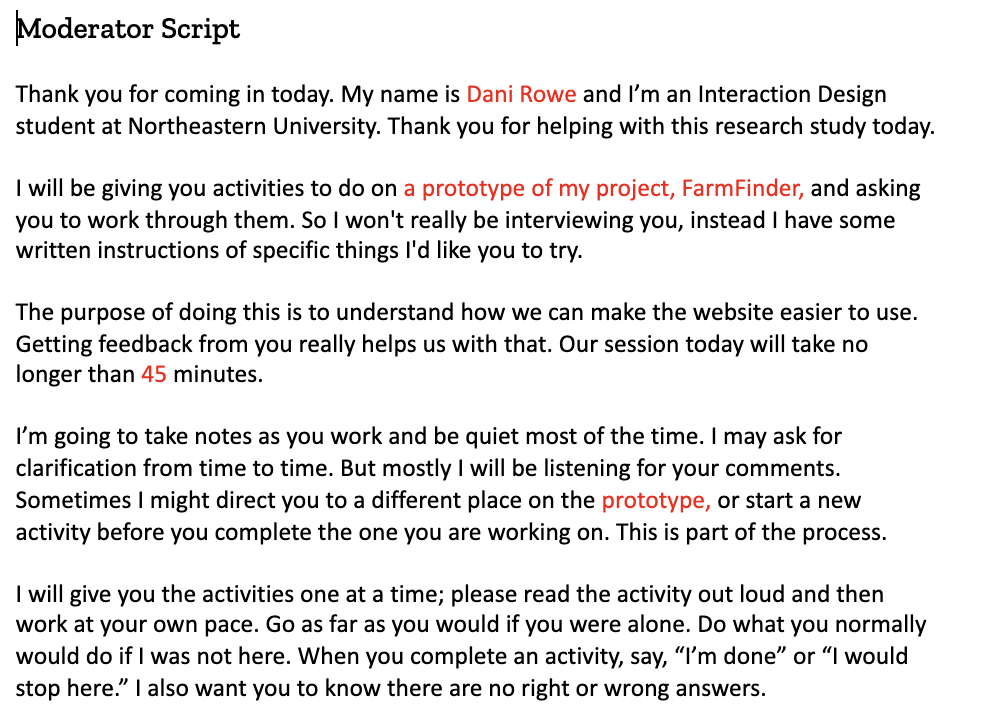 Moderator Script
Thank you for coming in today. My name is Dani Rowe and I’m an Interaction Design
student at Northeastern University. Thank you for helping with this research study today.
I will be giving you activities to do on a prototype of my project, FarmFinder, and asking
you to work through them. So I won't really be interviewing you, instead I have some
written instructions of specific things I'd like you to try.
The purpose of doing this is to understand how we can make the website easier to use.
Getting feedback from you really helps us with that. Our session today will take no
longer than 45 minutes.
I’m going to take notes as you work and be quiet most of the time. I may ask for
clarification from time to time. But mostly I will be listening for your comments.
Sometimes I might direct you to a different place on the prototype, or start a new
activity before you complete the one you are working on. This is part of the process.
I will give you the activities one at a time; please read the activity out loud and then
work at your own pace. Go as far as you would if you were alone. Do what you normally
would do if I was not here. When you complete an activity, say, “I’m done” or “I would
stop here.” I also want you to know there are no right or wrong answers.